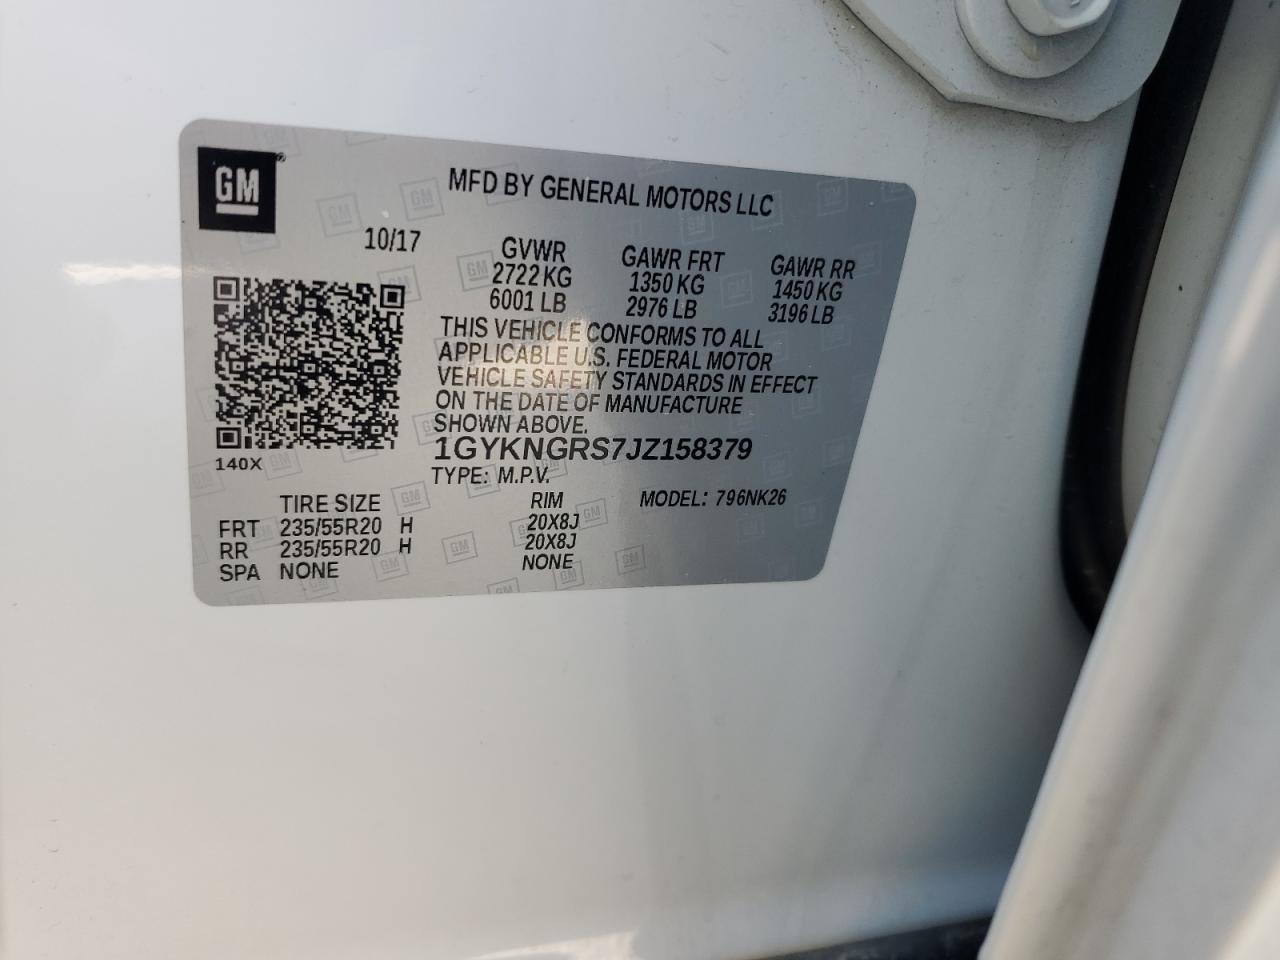 GM®
MFD BY GENERAL MOTORS LLC
10/17
GVWR GAWR FRT GAWR RR
2722 KG 1350 KG 1450 KG
6001 LB 2976 LB 3196 LB
THIS VEHICLE CONFORMS TO ALL
APPLICABLE U.S. FEDERAL MOTOR
VEHICLE SAFETY STANDARDS IN EFFECT
ON THE DATE OF MANUFACTURE
SHOWN ABOVE.
1GYKNGRS7JZ158379
140X
TYPE: M.P.V.
TIRE SIZE RIM MODEL: 796NK26
FRT 235/55R20 H 20X8J
RR 235/55R20 H 20X8J
SPA NONE NONE